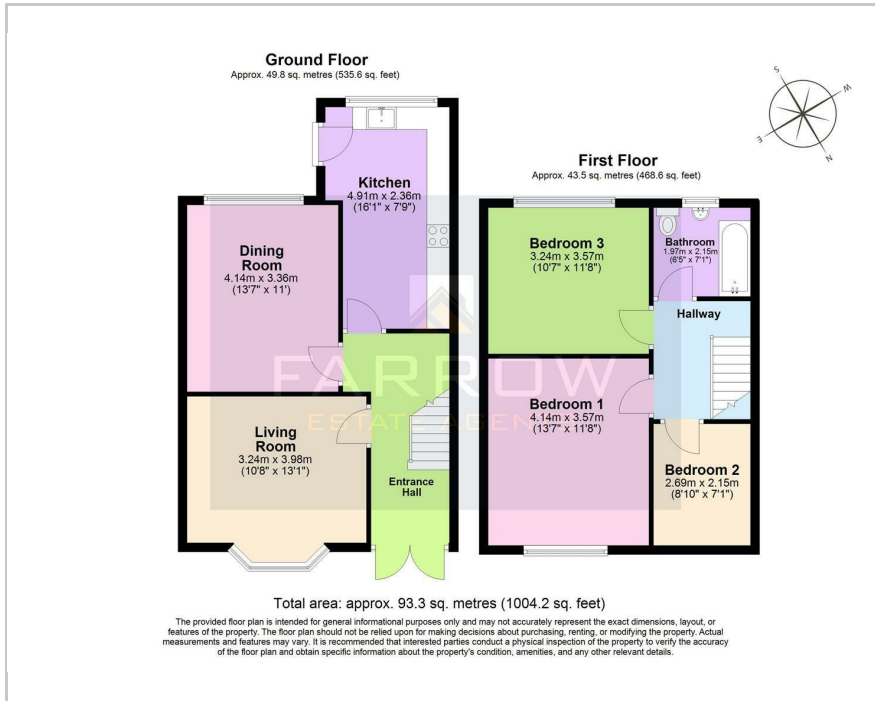 Ground Floor
Approx. 49.8 sq. metres (535.6 sq. feet)
Kitchen
4.91m x 2.36m
(16'1" x 7'9")
Dining
Room
4.14m x 3.36m
(13'7" x 11')
Living
Room
3.24m x 3.98m
(10'8" x 13'1")
Entrance
Hall
S
W
E
N
First Floor
Approx. 43.5 sq. metres (468.6 sq. feet)
Bedroom 3
3.24m x 3.57m
(10'7" x 11'8")
Bathroom
1.97m x 2.15m
(6'5" x 7'1")
Hallway
Bedroom 1
4.14m x 3.57m
(13'7" x 11'8")
Bedroom 2
2.69m x 2.15m
(8'10" x 7'1")
FARROW
ESTATE AGEN
Total area: approx. 93.3 sq. metres (1004.2 sq. feet)
The provided floor plan is intended for general informational purposes only and may not accurately represent the exact dimensions, layout, or
features of the property. The floor plan should not be relied upon for making decisions about purchasing, renting, or modifying the property. Actual
measurements and features may vary. It is recommended that interested parties conduct a physical inspection of the property to verify the accuracy
of the floor plan and obtain specific information about the property's condition, amenities, and any other relevant details.